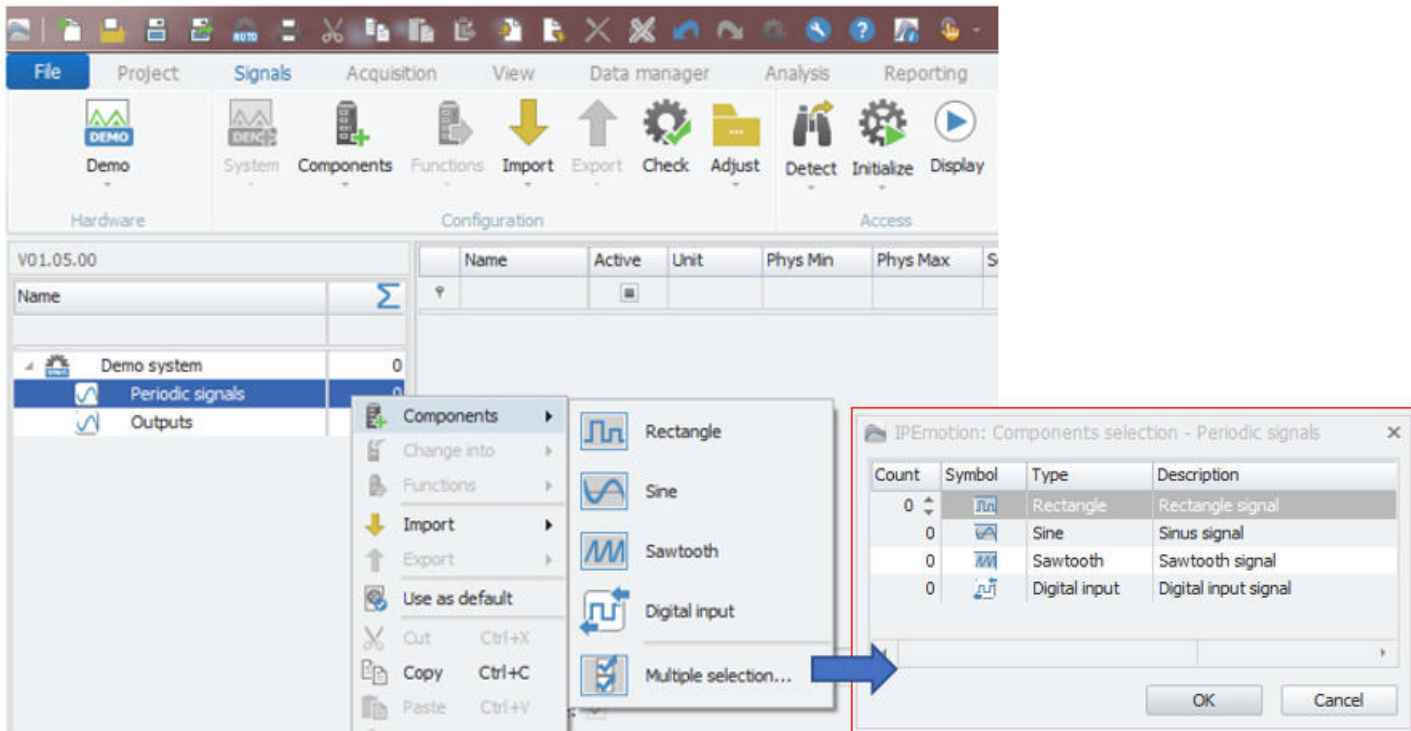 AUTO
File Project Signals Acquisition View Data manager Analysis Reporting
DEMO
Demo System Components Functions Import Export Check Adjust Detect Initialize Display
Hardware Configuration Access
V01.05.00
Name Active Unit Phys Min Phys Max
Name Σ
Demo system 0
Periodic signals 0
Outputs
Components
Change into
Functions
Import
Export
Use as default
Cut Ctrl+X
Copy Ctrl+C
Paste Ctrl+V
Rectangle
Sine
Sawtooth
Digital input
Multiple selection...
IPEmotion: Components selection - Periodic signals
Count Symbol Type Description
0 Rectangle Rectangle signal
0 Sine Sinus signal
0 Sawtooth Sawtooth signal
0 Digital input Digital input signal
OK Cancel